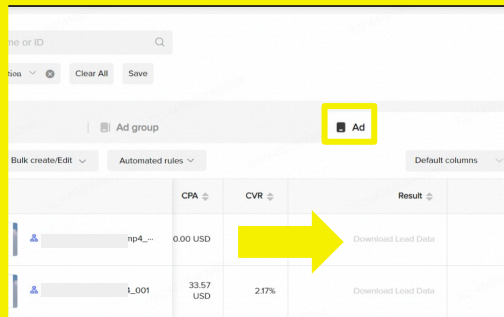 me or ID
tion
Clear All
Save
Ad group
Ad
Bulk create/Edit
Automated rules
Default columns
CPA
CVR
Result
mp4_...
0.00 USD
Download Lead Data
_001
33.57
USD
2.17%
Download Lead Data